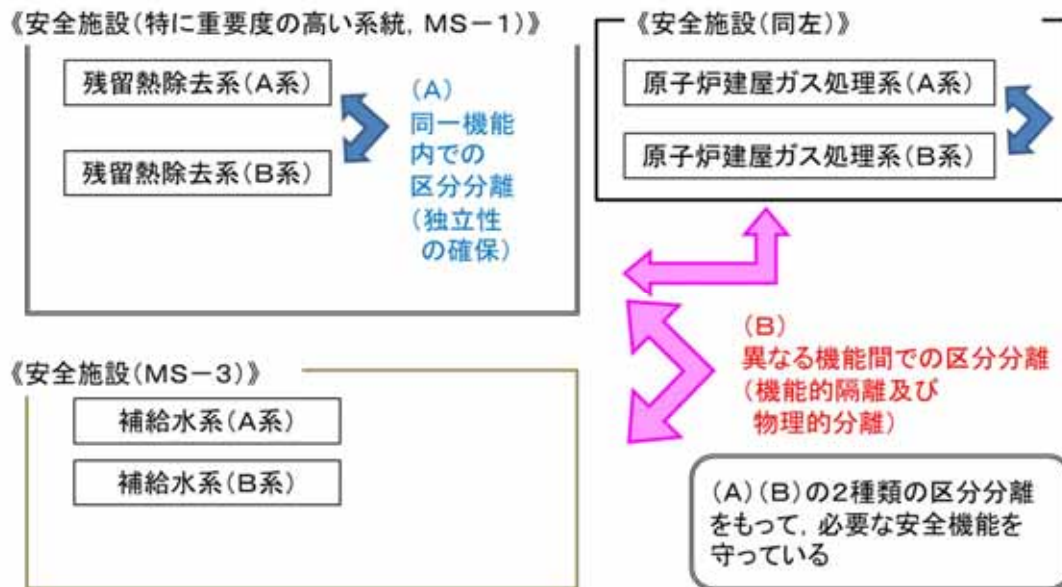 《安全施設(特に重要度の高い系統, MS-1)》
残留熱除去系(A系)
残留熱除去系(B系)
(A)
同一機能
内での
区分分離
(独立性
の確保)
《安全施設(同左)》
原子炉建屋ガス処理系(A系)
原子炉建屋ガス処理系(B系)
(B)
異なる機能間での区分分離
(機能的隔離及び
物理的分離)
《安全施設(MS-3)》
補給水系(A系)
補給水系(B系)
(A)(B)の2種類の区分分離
をもって, 必要な安全機能を
守っている